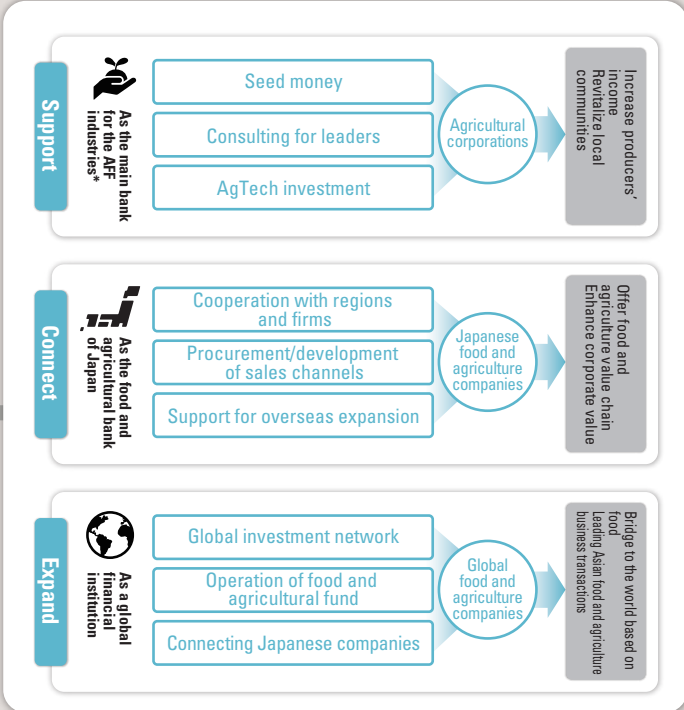 Support
As the main bank
for the AFF
industries*
Seed money
Consulting for leaders
AgTech investment
Agricultural
corporations
Increase producers’
income
Revitalize local
communities
Connect
As the food and
agricultural bank
of Japan
Cooperation with regions
and firms
Procurement/development
of sales channels
Support for overseas expansion
Japanese
food and
agriculture
companies
Offer food and
agriculture value chain
Enhance corporate value
Expand
As a global
financial
institution
Global investment network
Operation of food and
agricultural fund
Connecting Japanese companies
Global
food and
agriculture
companies
Bridge to the world based on
food
Leading Asian food and agriculture
business transactions